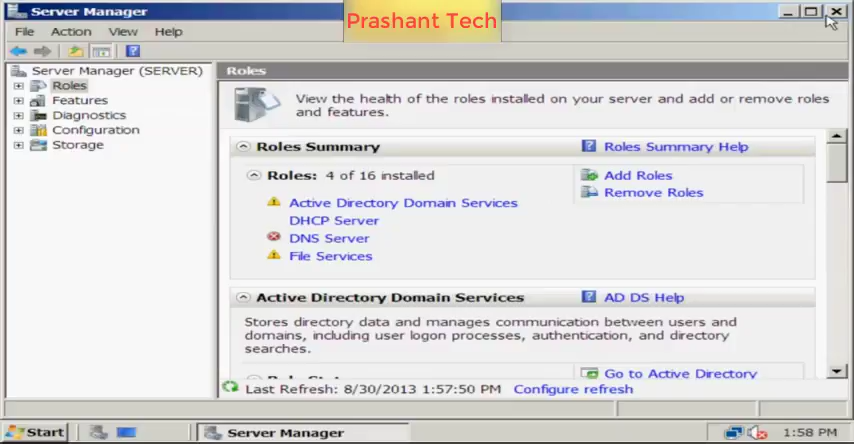 Server Manager
Prashant Tech
File Action View Help
Server Manager (SERVER)
Roles
Features
Diagnostics
Configuration
Storage
Roles
View the health of the roles installed on your server and add or remove roles
and features.
Roles Summary
Roles Summary Help
Roles: 4 of 16 installed
Add Roles
Remove Roles
Active Directory Domain Services
DHCP Server
DNS Server
File Services
Active Directory Domain Services
AD DS Help
Stores directory data and manages communication between users and
domains, including user logon processes, authentication, and directory
searches.
Go to Active Directory
Last Refresh: 8/30/2013 1:57:50 PM Configure refresh
Start
Server Manager
1:58 PM